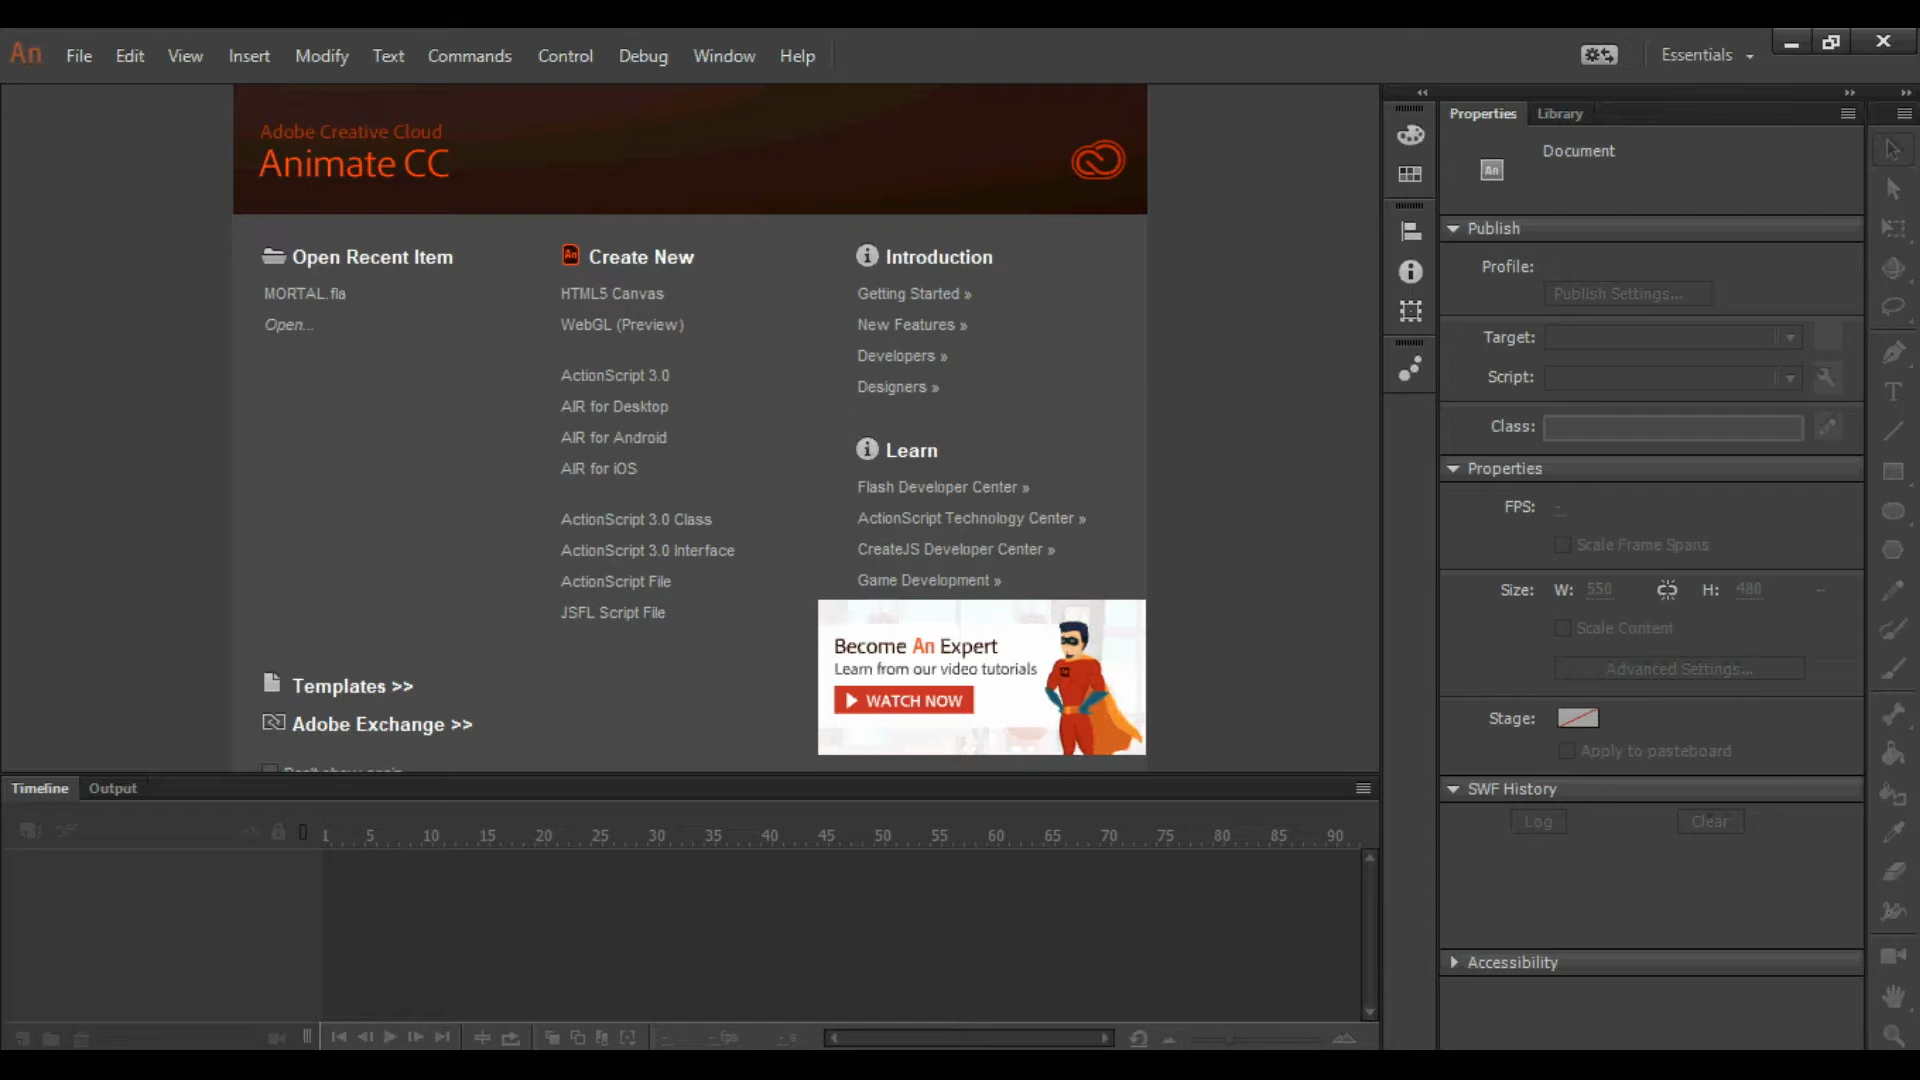 An File Edit View Insert Modify Text Commands Control Debug Window Help Essentials
Adobe Creative Cloud
Animate CC
Open Recent Item
MORTAL.fla
Open...
Templates >>
Adobe Exchange >>
An Create New
HTML5 Canvas
WebGL (Preview)
ActionScript 3.0
AIR for Desktop
AIR for Android
AIR for iOS
ActionScript 3.0 Class
ActionScript 3.0 Interface
ActionScript File
JSFL Script File
Introduction
Getting Started »
New Features »
Developers »
Designers »
Learn
Flash Developer Center »
ActionScript Technology Center »
CreateJS Developer Center »
Game Development »
Become An Expert
Learn from our video tutorials
WATCH NOW
Timeline Output
1 5 10 15 20 25 30 35 40 45 50 55 60 65 70 75 80 85 90
fps
s
Properties Library
An Document
Publish
Profile:
Publish Settings...
Target:
Script:
Class:
Properties
FPS: -
Scale Frame Spans
Size: W: 550 H: 480
Scale Content
Advanced Settings...
Stage:
Apply to pasteboard
SWF History
Log Clear
Accessibility